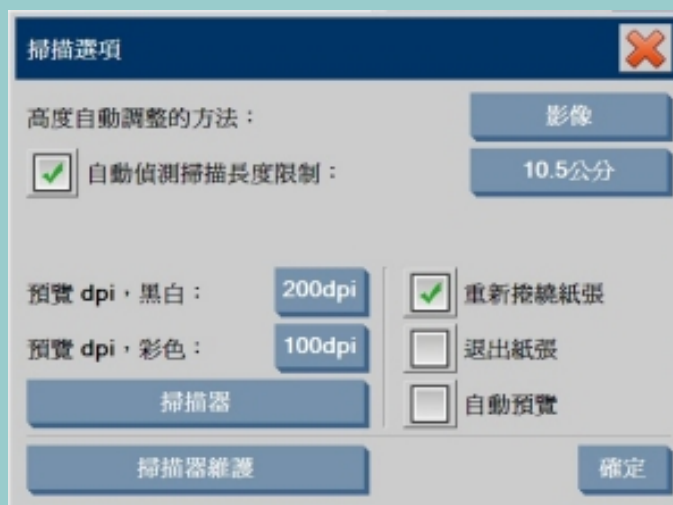 掃描選項
高度自動調整的方法：
影像
自動偵測掃描長度限制：
10.5公分
預覽 dpi，黑白：
200dpi
預覽 dpi，彩色：
100dpi
掃描器
重新捲繞紙張
退出紙張
自動預覽
掃描器維護
確定